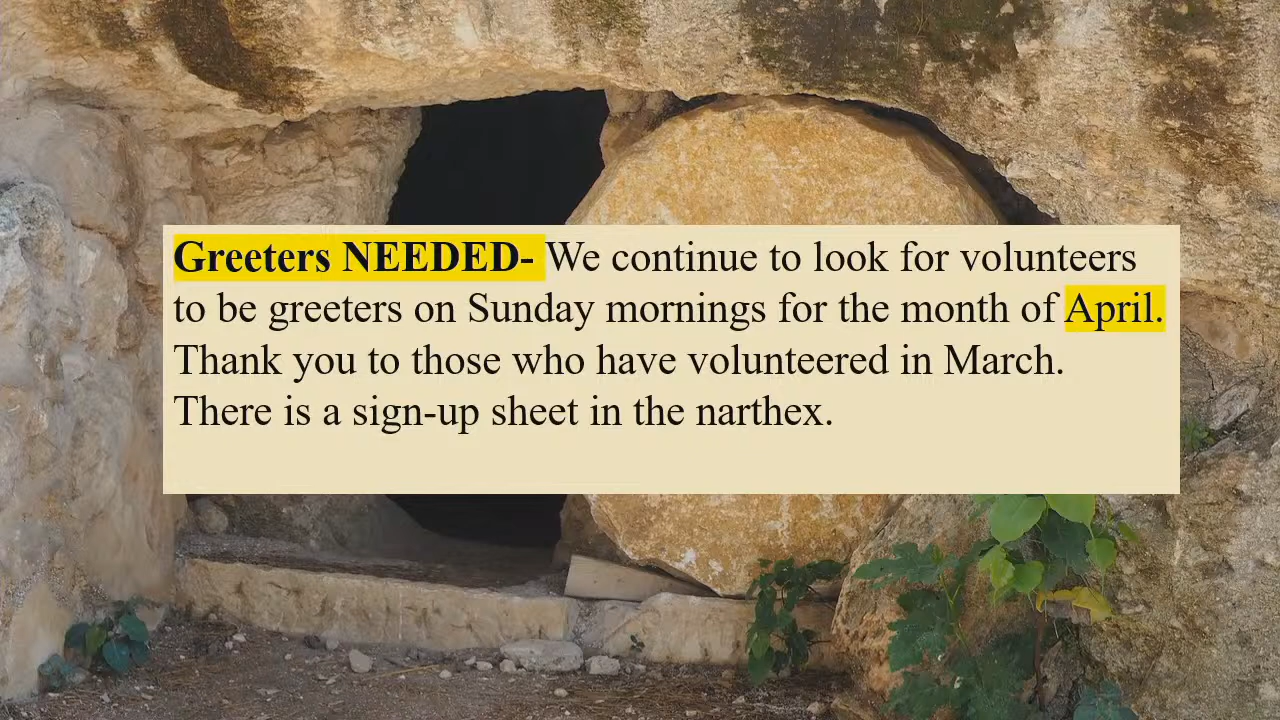 Greeters NEEDED- We continue to look for volunteers
to be greeters on Sunday mornings for the month of April.
Thank you to those who have volunteered in March.
There is a sign-up sheet in the narthex.